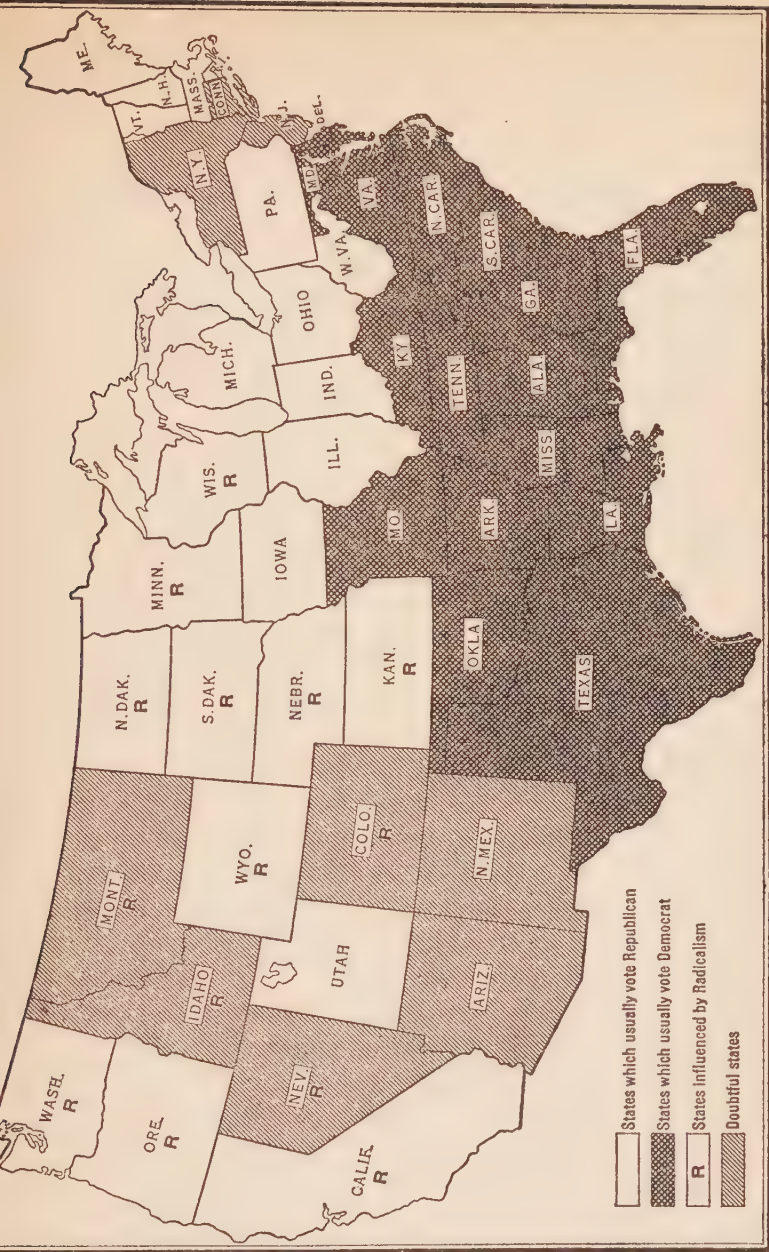 WASH.
R
ORE.
R
CALIF.
R
NEV.
R
IDAHO
R
MONT.
R
WYO.
R
UTAH
ARIZ.
COLO.
R
N.MEX.
N.DAK.
R
S.DAK.
R
NEBR.
R
KAN.
R
OKLA
TEXAS
MINN.
R
IOWA
MO.
ARK.
LA.
WIS.
R
ILL.
MICH.
IND.
OHIO
KY
TENN.
MISS
ALA.
GA.
FLA.
S.CAR.
N.CAR.
VA.
W.VA.
MD.
DEL.
PA.
N.J.
N.Y.
CONN.
R.I.
MASS.
VT.
N.H.
ME.
States which usually vote Republican
States which usually vote Democrat
R States influenced by Radicalism
Doubtful states